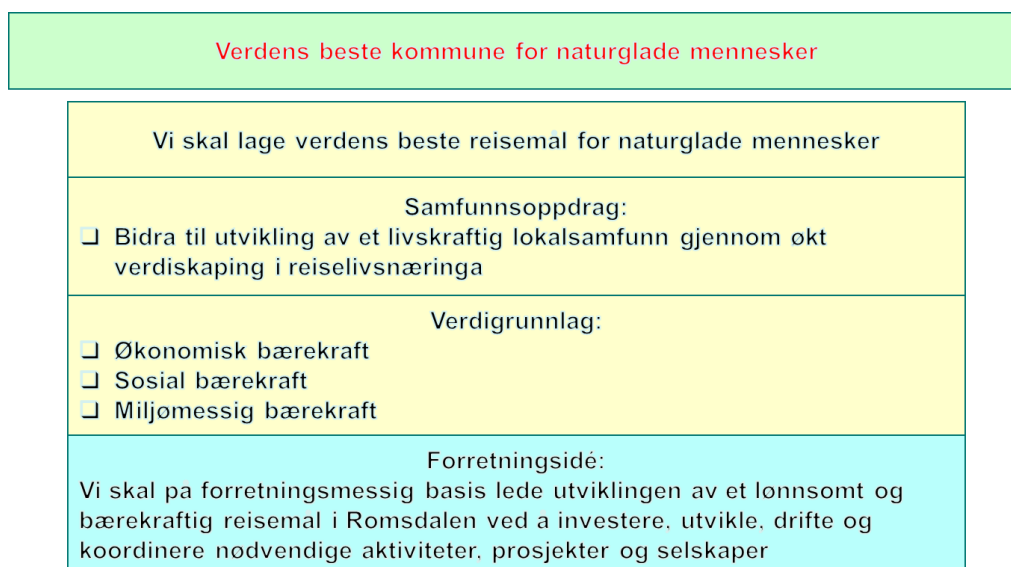 Verdens beste kommune for naturglade mennesker
Vi skal lage verdens beste reisemål for naturglade mennesker
Samfunnsoppdrag:
❑ Bidra til utvikling av et livskraftig lokalsamfunn gjennom økt
verdiskaping i reiselivsnæringa
Verdigrunnlag:
❑ Økonomisk bærekraft
❑ Sosial bærekraft
❑ Miljømessig bærekraft
Forretningsidé:
Vi skal pa forretningsmessig basis lede utviklingen av et lønnsomt og
bærekraftig reisemal i Romsdalen ved a investere, utvikle, drifte og
koordinere nødvendige aktiviteter, prosjekter og selskaper